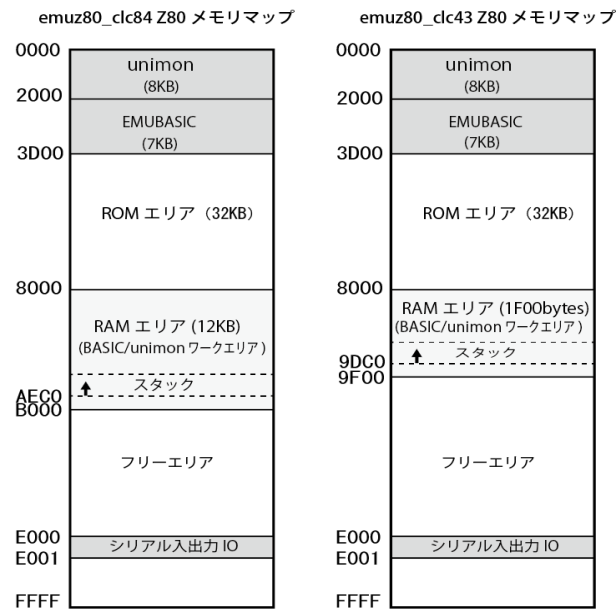 emuz80_clc84 Z80 メモリマップ
0000
unimon
(8KB)
2000
EMUBASIC
(7KB)
3D00
ROM エリア（32KB）
8000
RAM エリア (12KB)
(BASIC/unimon ワークエリア)
スタック
AEC0
B000
フリーエリア
E000
シリアル入出力 IO
E001
FFFF
emuz80_clc43 Z80 メモリマップ
0000
unimon
(8KB)
2000
EMUBASIC
(7KB)
3D00
ROM エリア（32KB）
8000
RAM エリア (1F00bytes)
(BASIC/unimon ワークエリア)
スタック
9DC0
9F00
フリーエリア
E000
シリアル入出力 IO
E001
FFFF